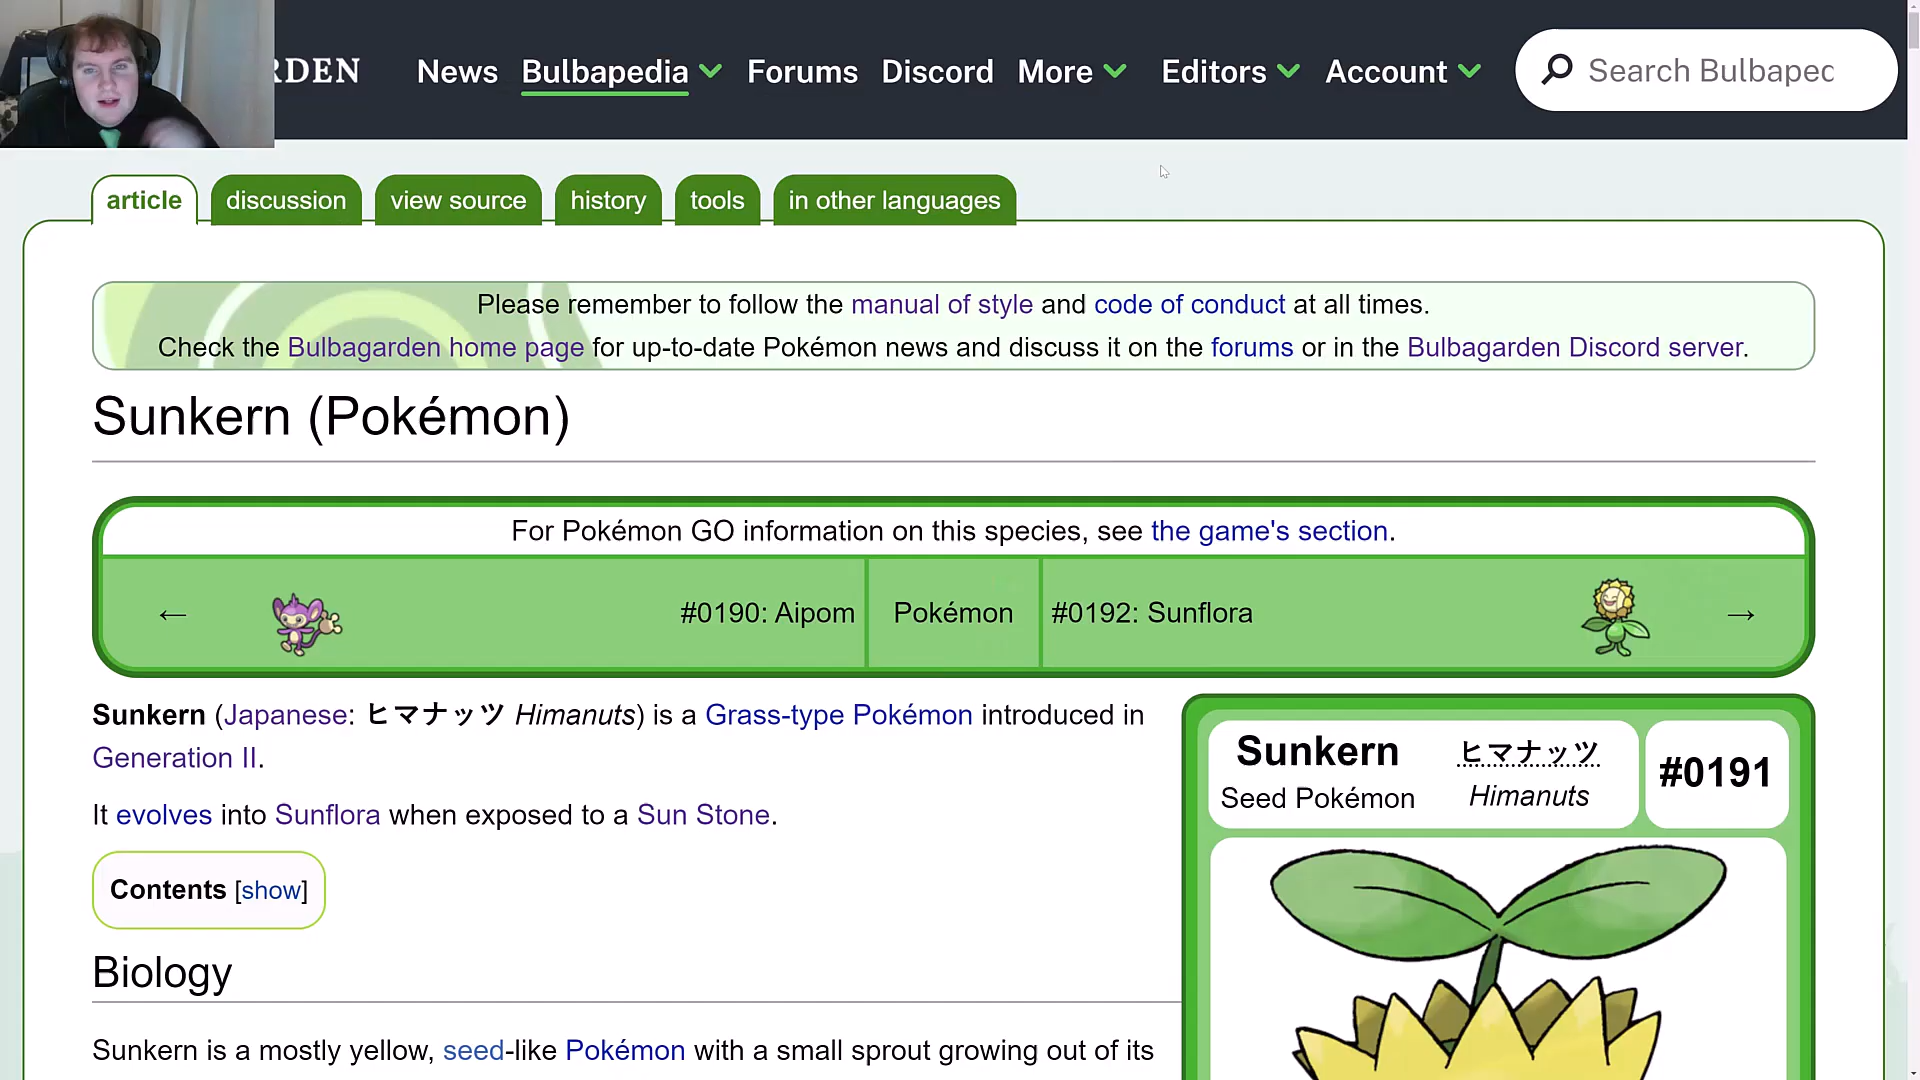 RDEN News Bulbapedia Forums Discord More Editors Account Search Bulbapec
article discussion view source history tools in other languages
Please remember to follow the manual of style and code of conduct at all times.
Check the Bulbagarden home page for up-to-date Pokémon news and discuss it on the forums or in the Bulbagarden Discord server.
Sunkern (Pokémon)
For Pokémon GO information on this species, see the game's section.
← #0190: Aipom Pokémon #0192: Sunflora →
Sunkern (Japanese: ヒマナッツ Himanuts) is a Grass-type Pokémon introduced in
Generation II.
It evolves into Sunflora when exposed to a Sun Stone.
Contents [show]
Biology
Sunkern is a mostly yellow, seed-like Pokémon with a small sprout growing out of its
Sunkern ヒマナッツ #0191
Seed Pokémon Himanuts